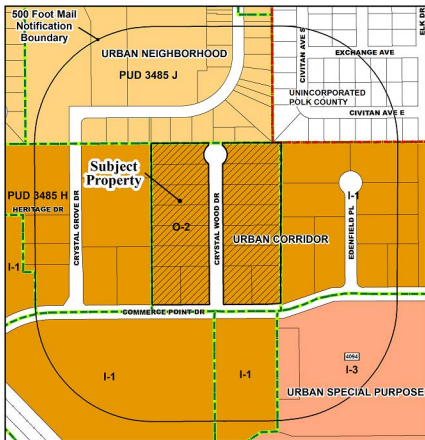 500 Foot Mail
Notification
Boundary
URBAN NEIGHBORHOOD
PUD 3485 J
CIVITAN AVE S
EXCHANGE AVE
ELK DR
UNINCORPORATED
POLK COUNTY
CIVITAN AVE E
Subject
Property
PUD 3485 H
HERITAGE DR
CRYSTAL GROVE DR
O-2
CRYSTAL WOOD DR
URBAN CORRIDOR
I-1
EDENFIELD PL
I-1
COMMERCE POINT DR
I-1
I-1
4094
I-3
URBAN SPECIAL PURPOSE